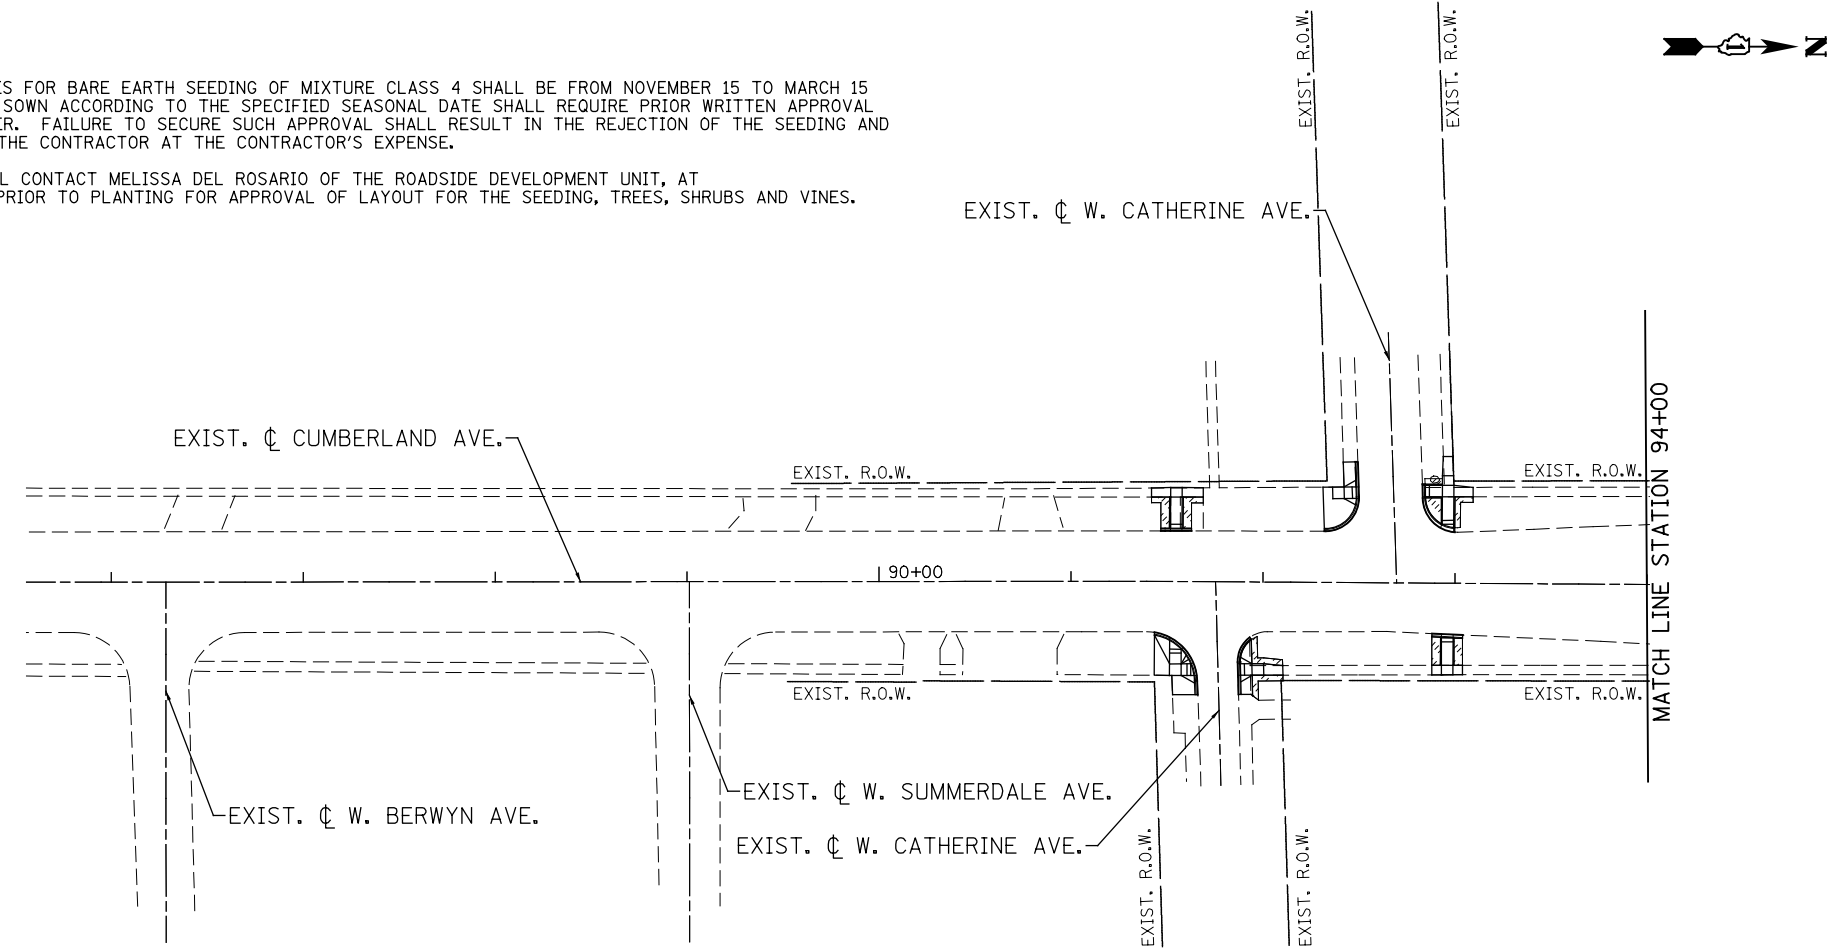 ES FOR BARE EARTH SEEDING OF MIXTURE CLASS 4 SHALL BE FROM NOVEMBER 15 TO MARCH 15
SOWN ACCORDING TO THE SPECIFIED SEASONAL DATE SHALL REQUIRE PRIOR WRITTEN APPROVAL
ER. FAILURE TO SECURE SUCH APPROVAL SHALL RESULT IN THE REJECTION OF THE SEEDING AND
THE CONTRACTOR AT THE CONTRACTOR'S EXPENSE.
L CONTACT MELISSA DEL ROSARIO OF THE ROADSIDE DEVELOPMENT UNIT, AT
PRIOR TO PLANTING FOR APPROVAL OF LAYOUT FOR THE SEEDING, TREES, SHRUBS AND VINES.
EXIST. R.O.W.
EXIST. R.O.W.
N
EXIST. ℄ W. CATHERINE AVE.
EXIST. ℄ CUMBERLAND AVE.
EXIST. R.O.W.
EXIST. R.O.W.
MATCH LINE STATION 94+00
90+00
EXIST. R.O.W.
EXIST. R.O.W.
EXIST. ℄ W. SUMMERDALE AVE.
EXIST. ℄ W. BERWYN AVE.
EXIST. ℄ W. CATHERINE AVE.
EXIST. R.O.W.
EXIST. R.O.W.